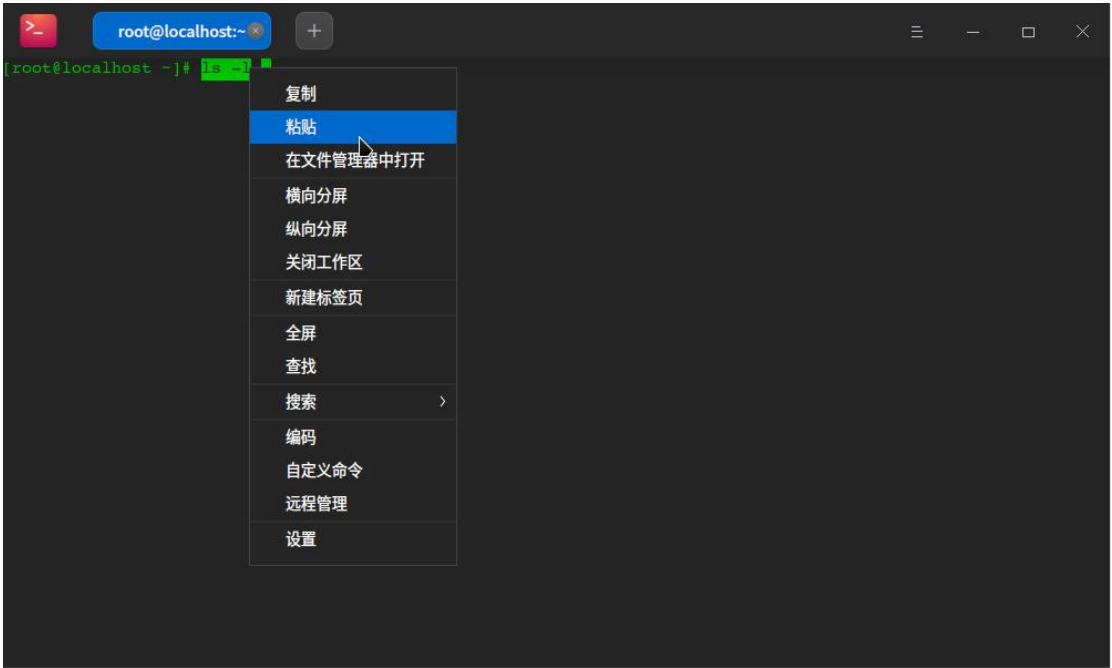 >_
root@localhost:~
[root@localhost ~]# ls -l
复制
粘贴
在文件管理器中打开
横向分屏
纵向分屏
关闭工作区
新建标签页
全屏
查找
搜索
编码
自定义命令
远程管理
设置